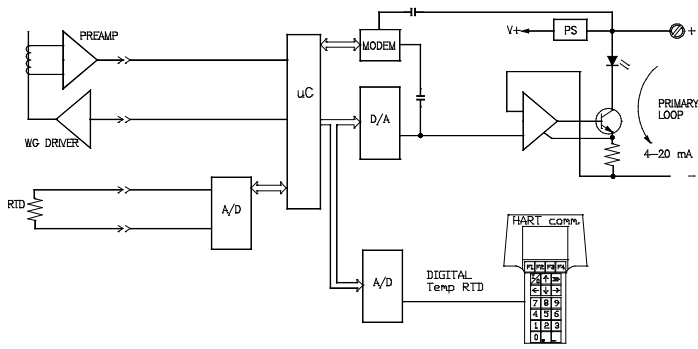 PREAMP
WG DRIVER
RTD
A/D
uC
MODEM
D/A
V+
PS
+
PRIMARY
LOOP
4-20 mA
-
A/D
DIGITAL
Temp RTD
HART comm.
F1 F2 F3 F4
7 8 9
4 5 6
1 2 3
0 . -